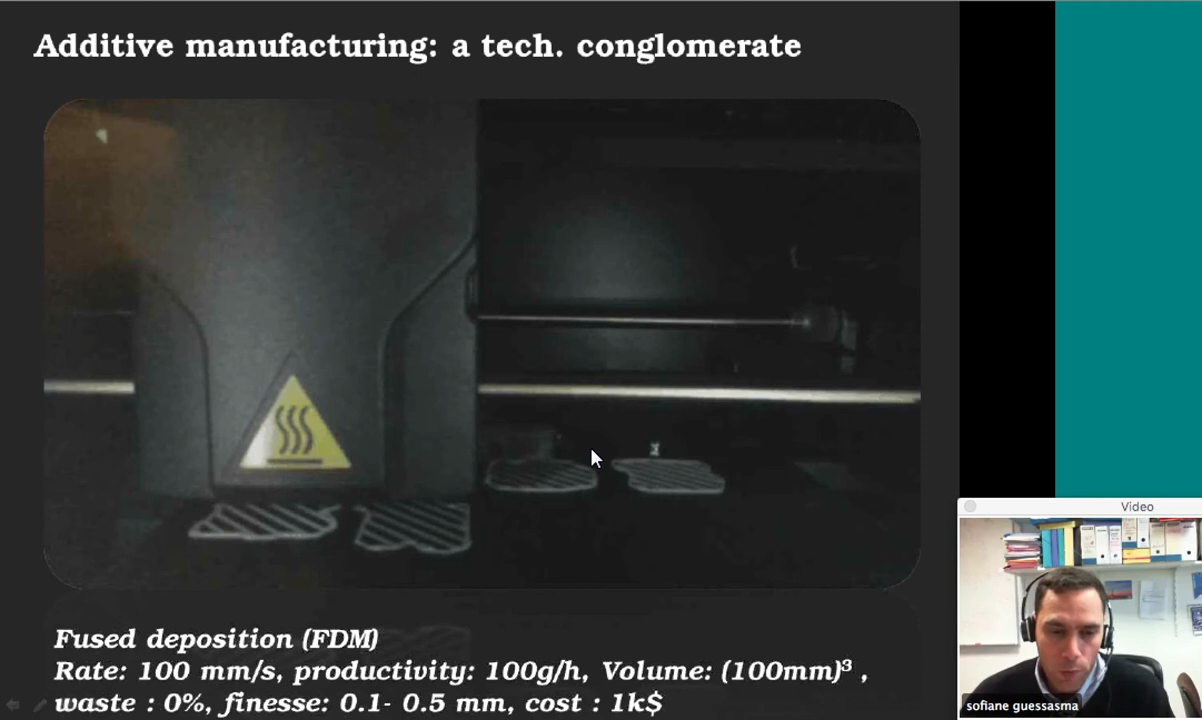 Additive manufacturing: a tech. conglomerate
Fused deposition (FDM)
Rate: 100 mm/s, productivity: 100g/h, Volume: (100mm)³ ,
waste : 0%, finesse: 0.1- 0.5 mm, cost : 1k$
Video
sofiane guessasma